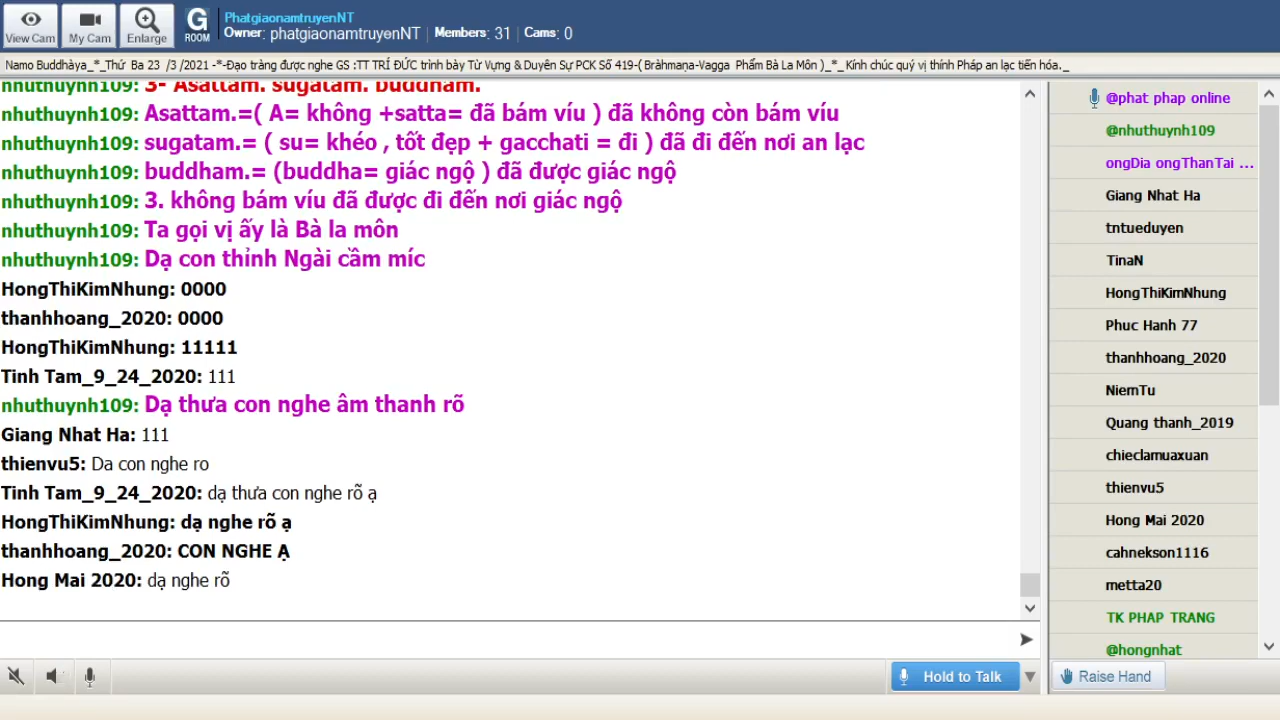 View Cam
My Cam
Enlarge
G
ROOM
PhatgiaonamtruyenNT
Owner: phatgiaonamtruyenNT | Members: 31 | Cams: 0
Namo Buddhàya_*_Thứ Ba 23 /3 /2021 -*-Đạo tràng được nghe GS :TT TRÍ ĐỨC trình bày Từ Vựng & Duyên Sự PCK Số 419-( Bràhmaṇa-Vagga Phẩm Bà La Môn )_*_ Kính chúc quý vị thính Pháp an lạc tiến hóa._
nhuthuynh109: 3- Asattam. sugatam. buddham.
nhuthuynh109: Asattam.=( A= không +satta= đã bám víu ) đã không còn bám víu
nhuthuynh109: sugatam.= ( su= khéo , tốt đẹp + gacchati = đi ) đã đi đến nơi an lạc
nhuthuynh109: buddham.= (buddha= giác ngộ ) đã được giác ngộ
nhuthuynh109: 3. không bám víu đã được đi đến nơi giác ngộ
nhuthuynh109: Ta gọi vị ấy là Bà la môn
nhuthuynh109: Dạ con thỉnh Ngài cầm míc
HongThiKimNhung: 0000
thanhhoang_2020: 0000
HongThiKimNhung: 11111
Tinh Tam_9_24_2020: 111
nhuthuynh109: Dạ thưa con nghe âm thanh rõ
Giang Nhat Ha: 111
thienvu5: Da con nghe ro
Tinh Tam_9_24_2020: dạ thưa con nghe rõ ạ
HongThiKimNhung: dạ nghe rõ ạ
thanhhoang_2020: CON NGHE Ạ
Hong Mai 2020: dạ nghe rõ
Hold to Talk
@phat phap online
@nhuthuynh109
ongDia ongThanTai ...
Giang Nhat Ha
tntueduyen
TinaN
HongThiKimNhung
Phuc Hanh 77
thanhhoang_2020
NiemTu
Quang thanh_2019
chieclamuaxuan
thienvu5
Hong Mai 2020
cahnekson1116
metta20
TK PHAP TRANG
@hongnhat
Raise Hand